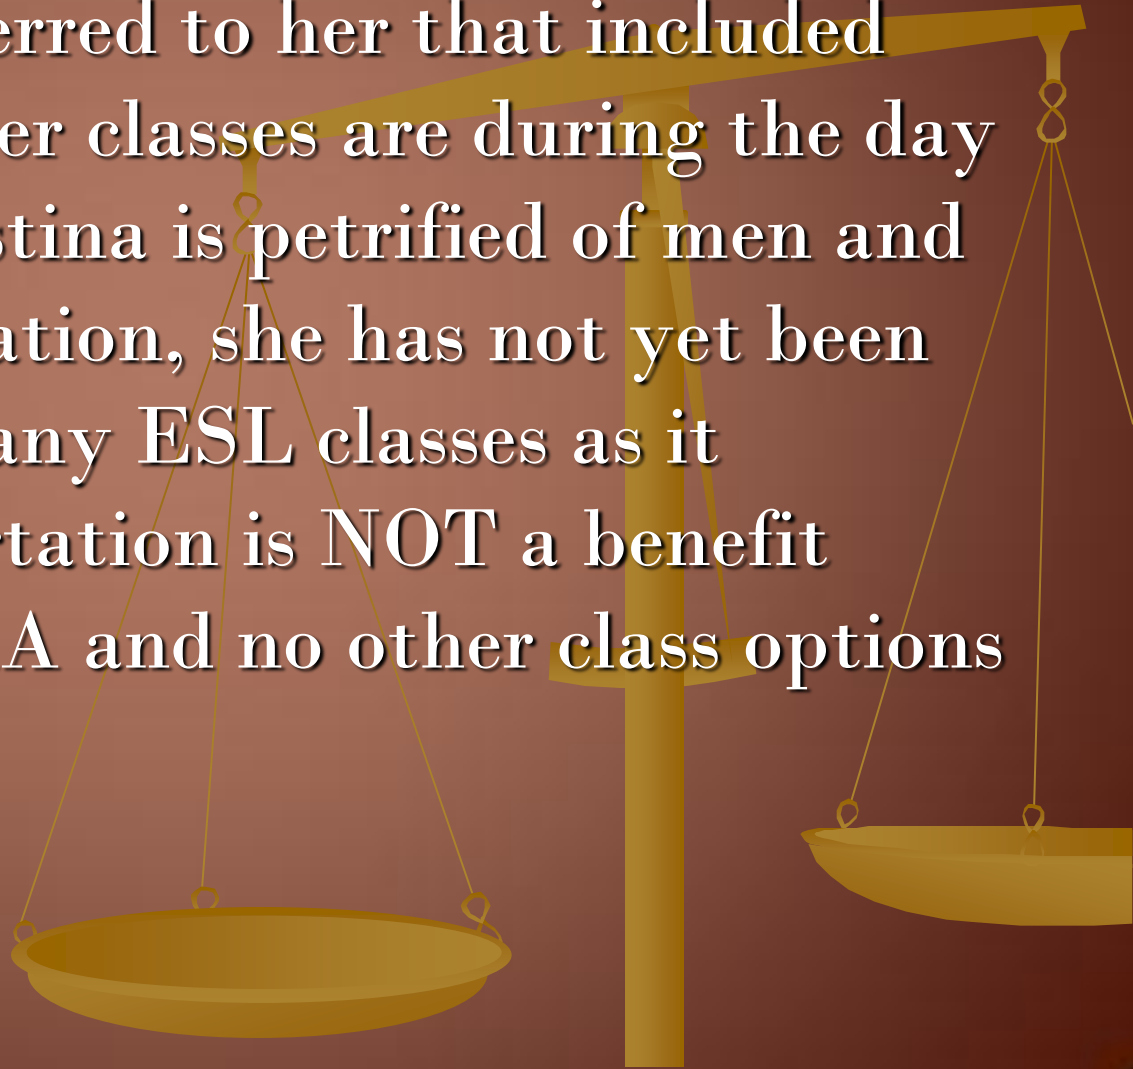 erred to her that included
er classes are during the day
stina is petrified of men and
ation, she has not yet been
any ESL classes as it
rtation is NOT a benefit
A and no other class options